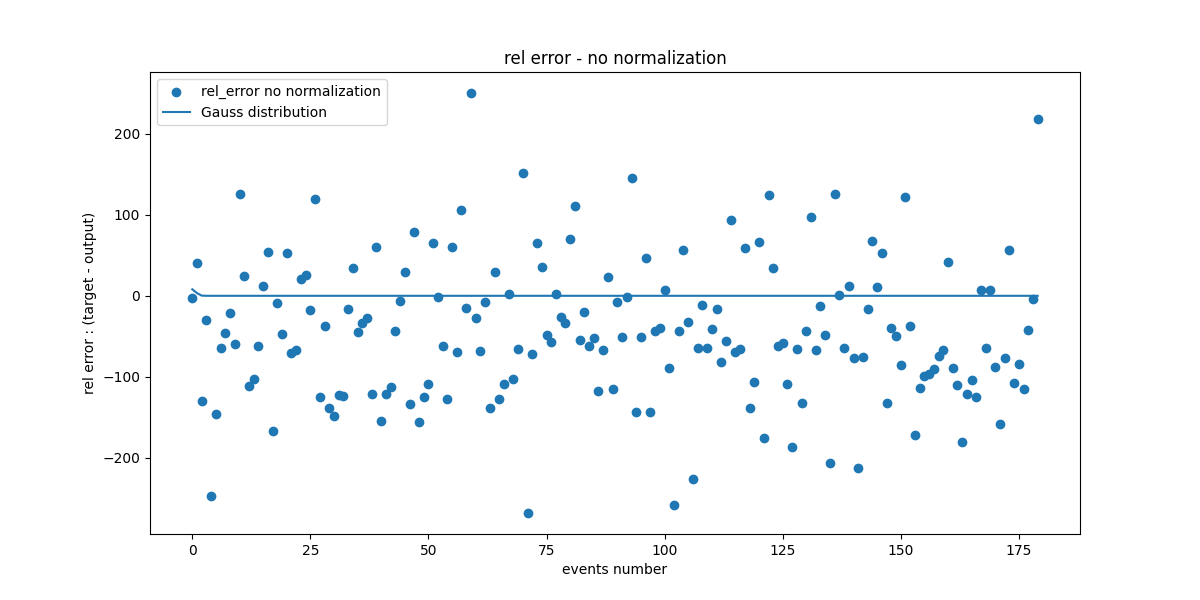 rel error - no normalization
rel_error no normalization
Gauss distribution
rel error : (target - output)
200
100
0
−100
−200
0
25
50
75
100
125
150
175
events number